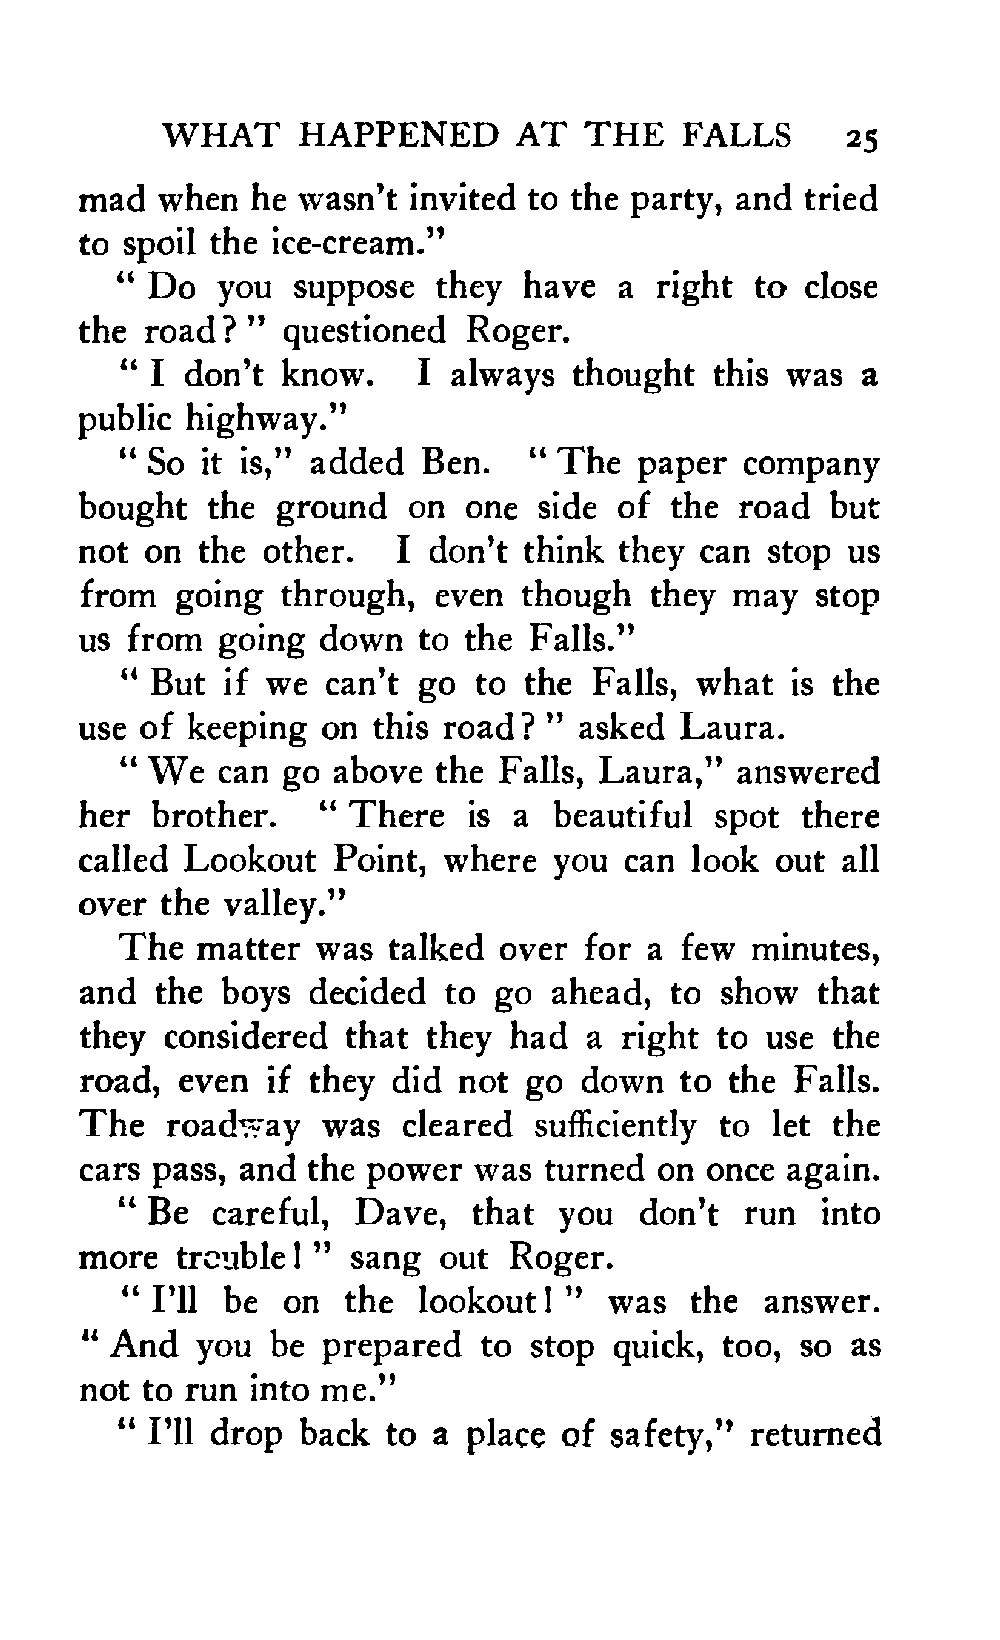 WHAT HAPPENED AT THE FALLS 25
mad when he wasn't invited to the party, and tried
to spoil the ice-cream."
" Do you suppose they have a right to close
the road? " questioned Roger.
" I don't know. I always thought this was a
public highway."
" So it is," added Ben. " The paper company
bought the ground on one side of the road but
not on the other. I don't think they can stop us
from going through, even though they may stop
us from going down to the Falls."
" But if we can't go to the Falls, what is the
use of keeping on this road? " asked Laura.
" We can go above the Falls, Laura," answered
her brother. " There is a beautiful spot there
called Lookout Point, where you can look out all
over the valley."
The matter was talked over for a few minutes,
and the boys decided to go ahead, to show that
they considered that they had a right to use the
road, even if they did not go down to the Falls.
The roadway was cleared sufficiently to let the
cars pass, and the power was turned on once again.
" Be careful, Dave, that you don't run into
more trouble! " sang out Roger.
" I'll be on the lookout! " was the answer.
" And you be prepared to stop quick, too, so as
not to run into me."
" I'll drop back to a place of safety," returned